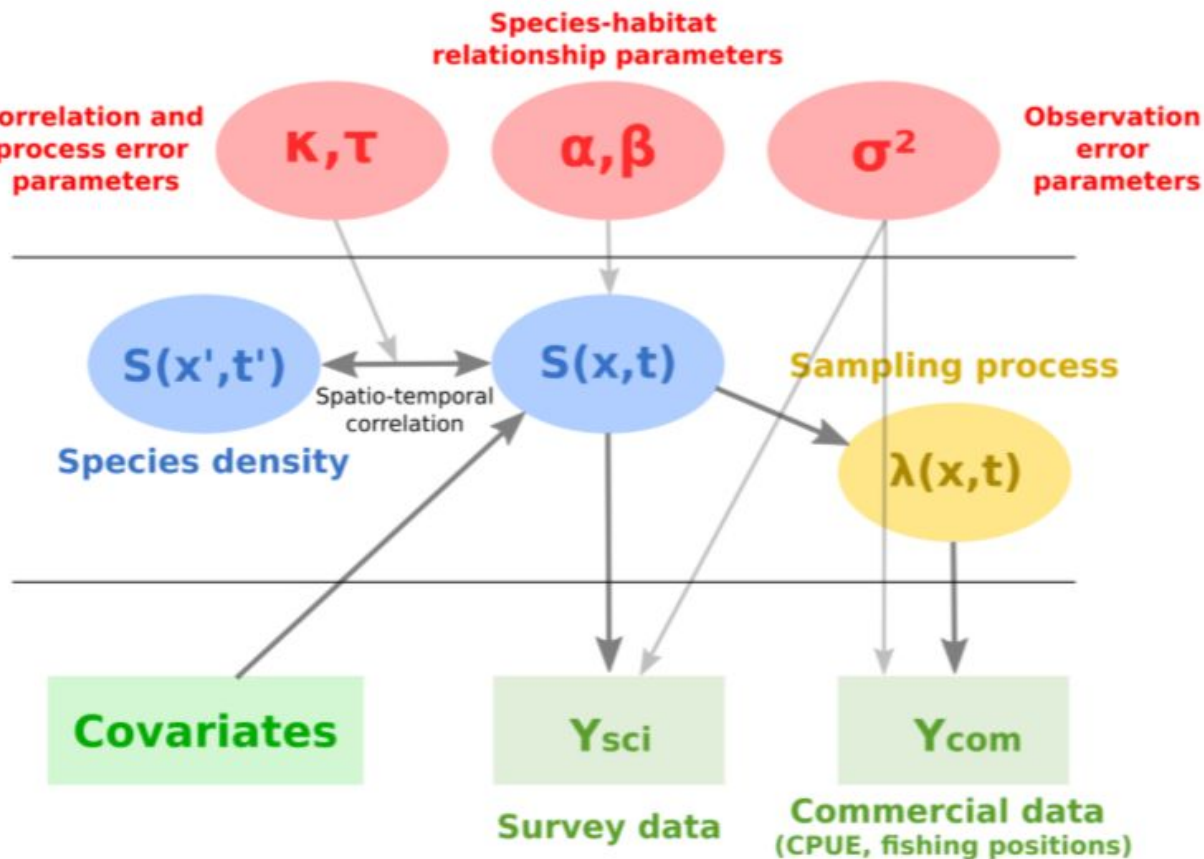 Species-habitat
relationship parameters
orrelation and
process error
parameters
κ,τ
α,β
σ²
Observation
error
parameters
S(x',t')
Spatio-temporal
correlation
S(x,t)
Species density
Sampling process
λ(x,t)
Covariates
Ysci
Survey data
Ycom
Commercial data
(CPUE, fishing positions)